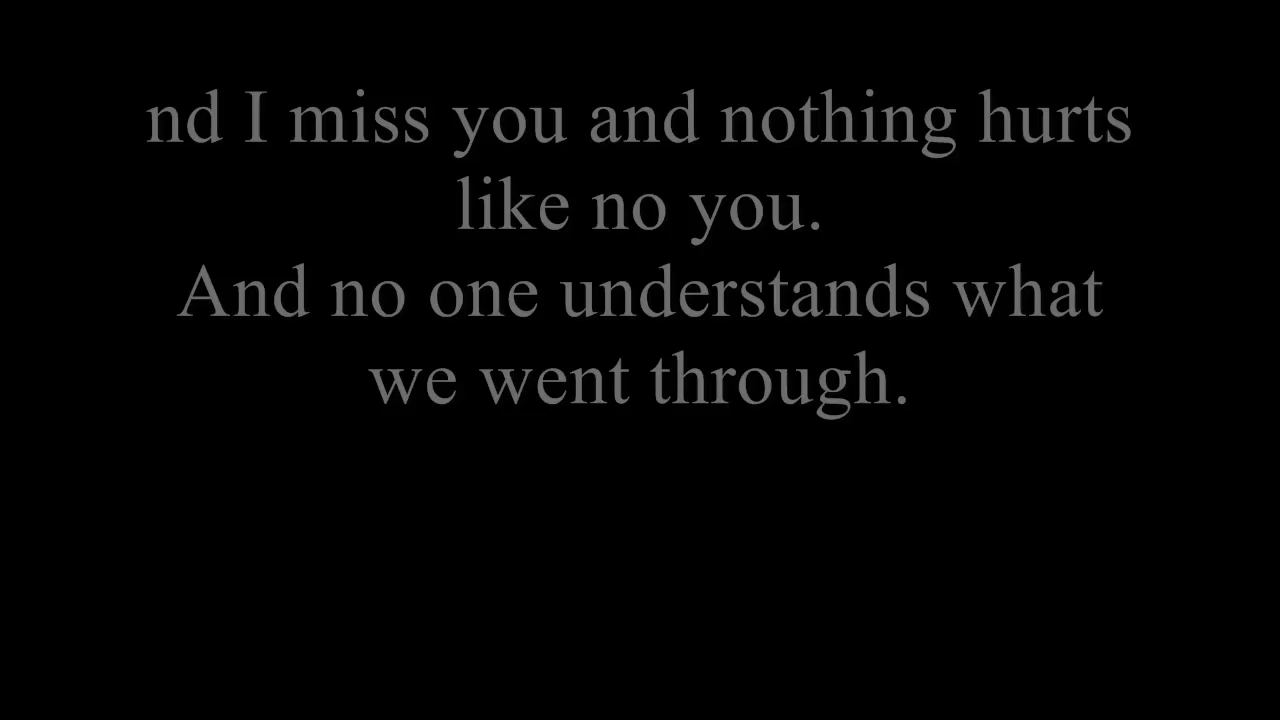 nd I miss you and nothing hurts
like no you.
And no one understands what
we went through.